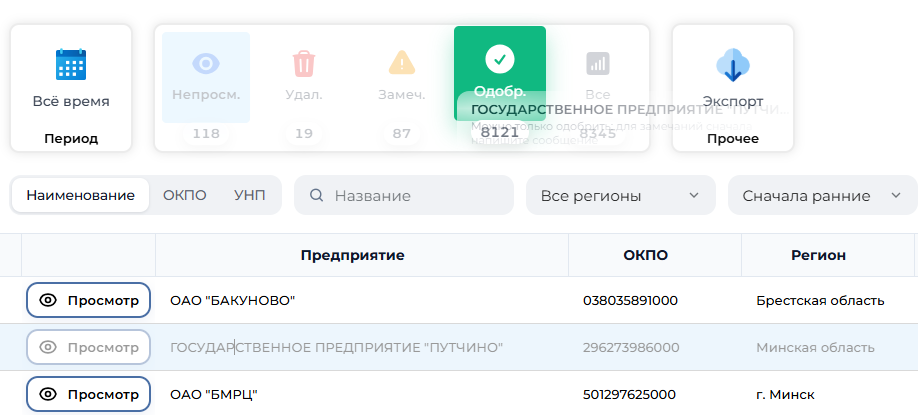 Всё время
Период
Непросм.
118
Удал.
19
Замеч.
87
Одобр.
8121
Все
8345
ГОСУДАРСТВЕННОЕ ПРЕДПРИЯТИЕ "ПУТЧИ...
Можно только одобрить: для замечаний сначала
напишите сообщение
Экспорт
Прочее
Наименование ОКПО УНП Название Все регионы Сначала ранние
Предприятие ОКПО Регион
Просмотр ОАО "БАКУНОВО" 038035891000 Брестская область
Просмотр ГОСУДАРСТВЕННОЕ ПРЕДПРИЯТИЕ "ПУТЧИНО" 296273986000 Минская область
Просмотр ОАО "БМРЦ" 501297625000 г. Минск